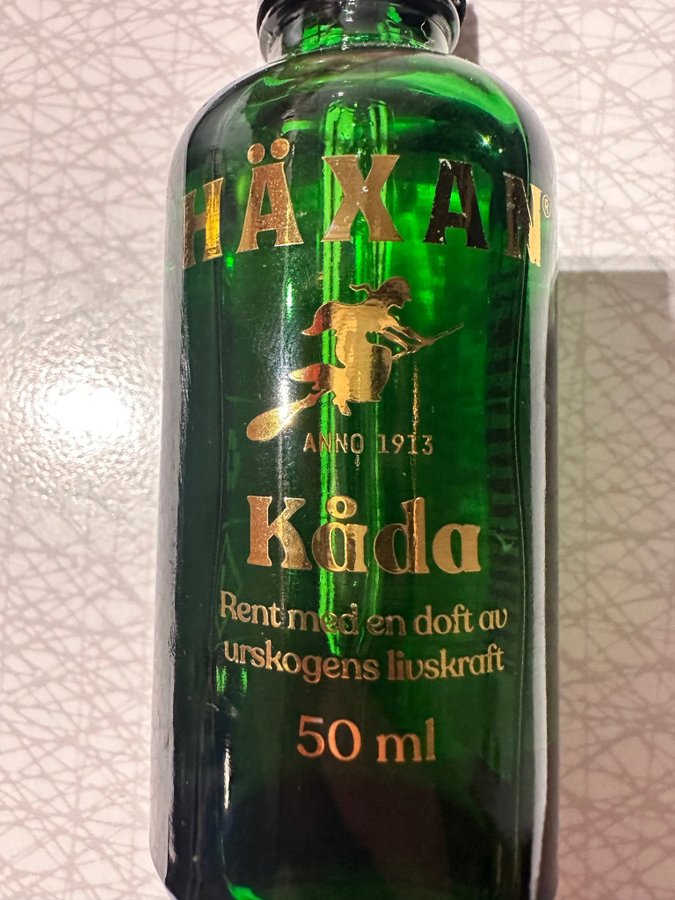 HÄXAN®
ANNO 1913
Kåda
Rent med en doft av
urskogens livskraft
50 ml